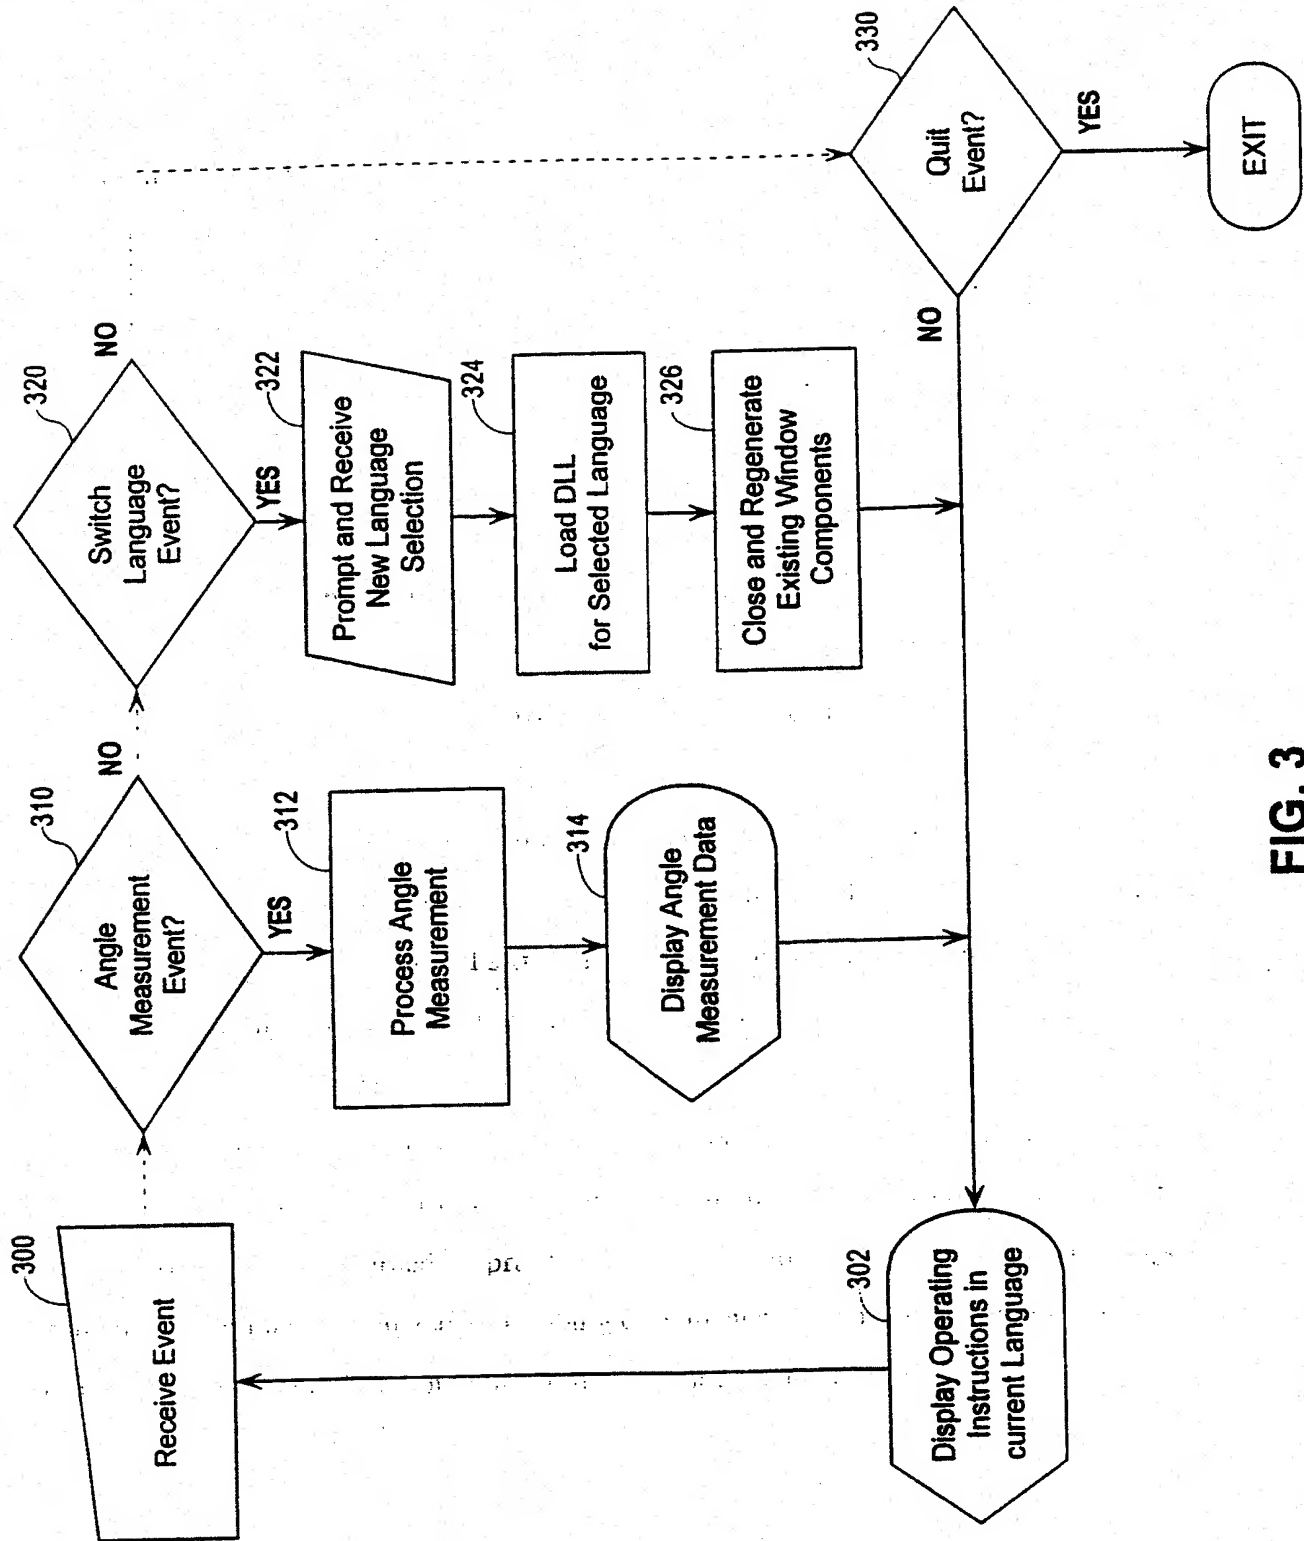 300
Receive Event
310
Angle
Measurement
Event?
NO
YES
312
Process Angle
Measurement
314
Display Angle
Measurement Data
320
Switch
Language
Event?
NO
YES
322
Prompt and Receive
New Language
Selection
324
Load DLL
for Selected Language
326
Close and Regenerate
Existing Window
Components
330
Quit
Event?
NO
YES
EXIT
302
Display Operating
Instructions in
current Language
FIG. 3